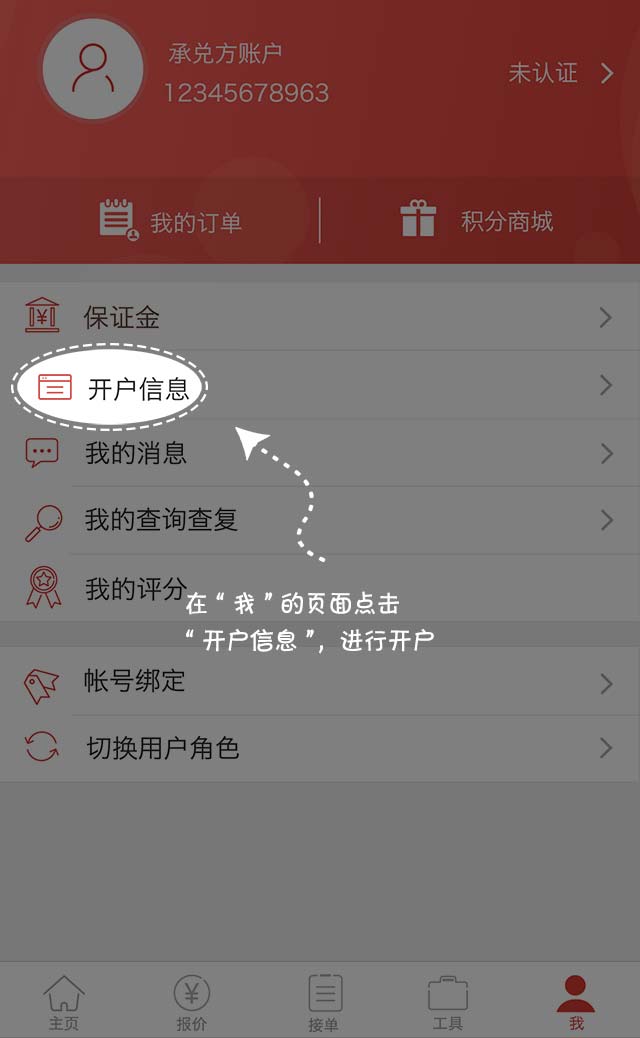 承兑方账户
12345678963
未认证
我的订单
积分商城
保证金
开户信息
我的消息
我的查询查复
我的评分
在“我”的页面点击
“开户信息”，进行开户
帐号绑定
切换用户角色
主页
报价
接单
工具
我